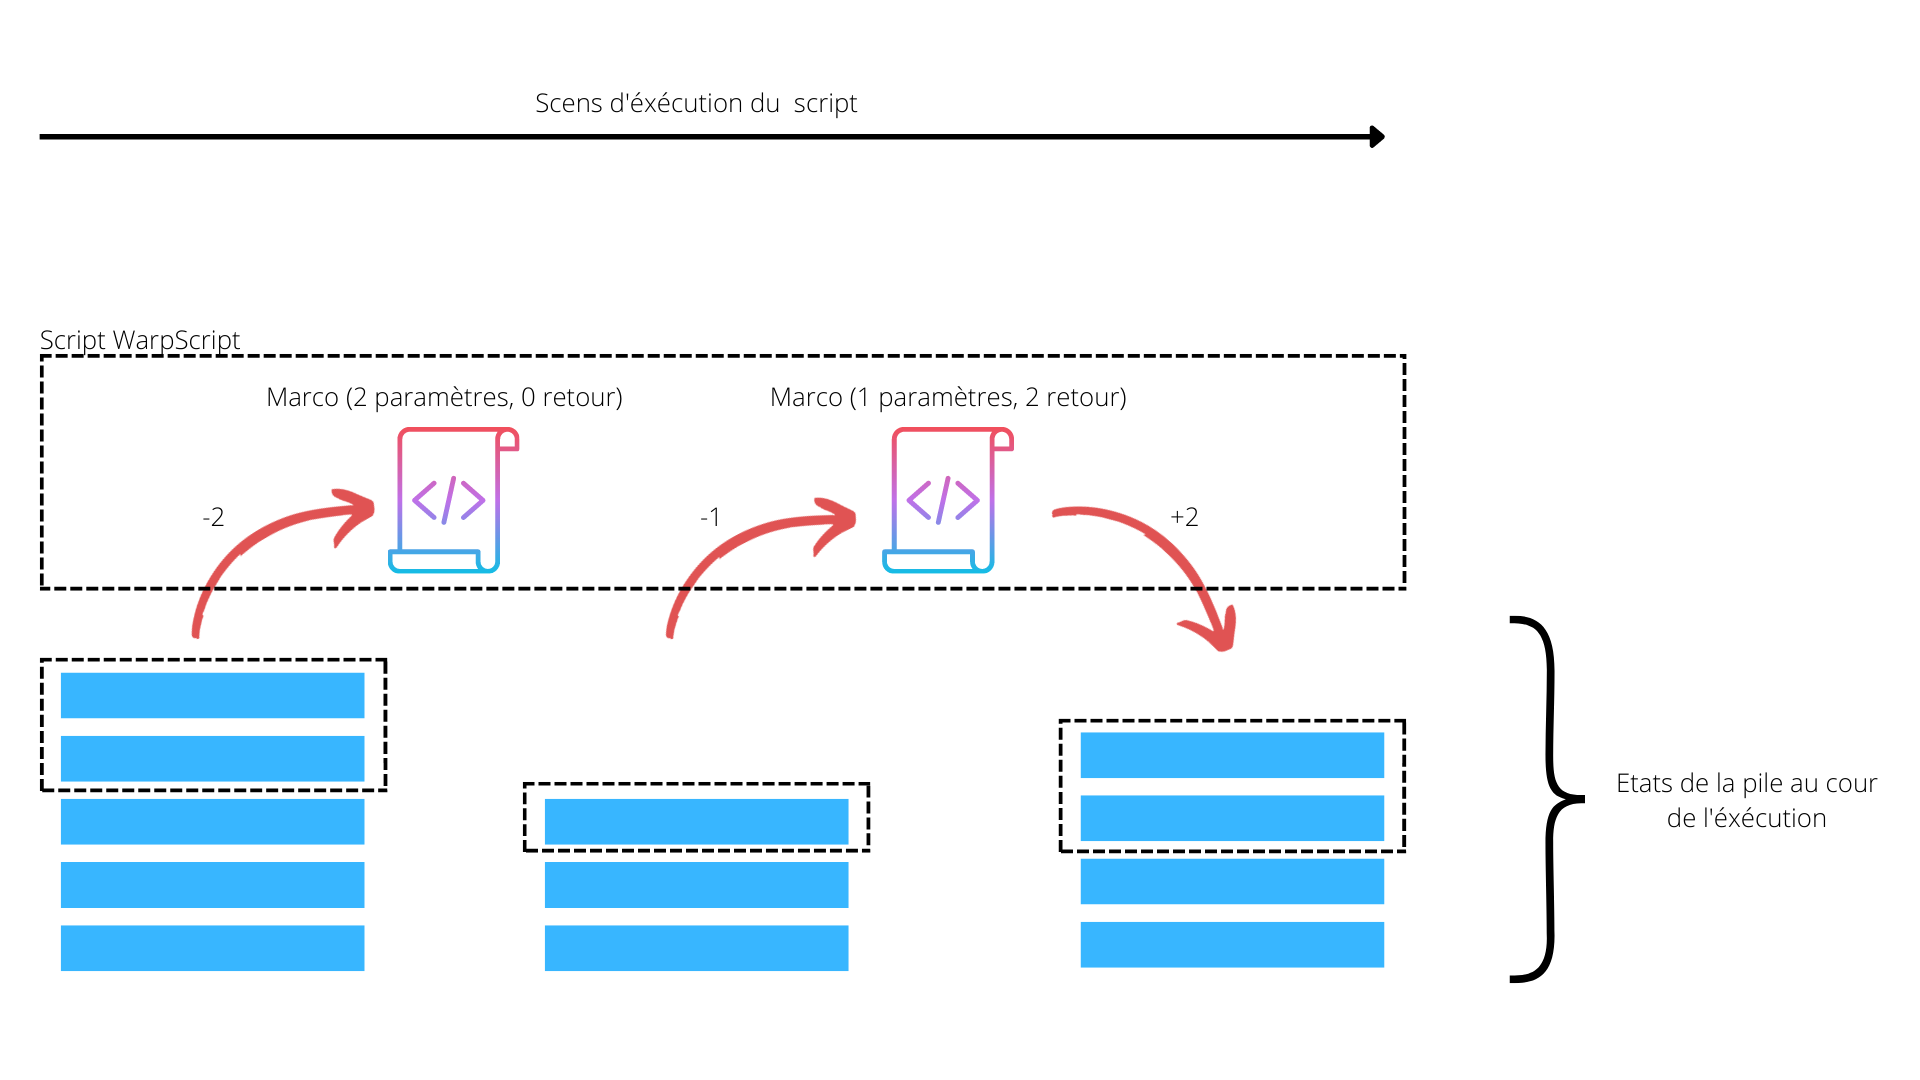 Scens d'éxécution du  script
Script WarpScript
Marco (2 paramètres, 0 retour)
Marco (1 paramètres, 2 retour)
-2
-1
+2
Etats de la pile au cour
de l'éxécution